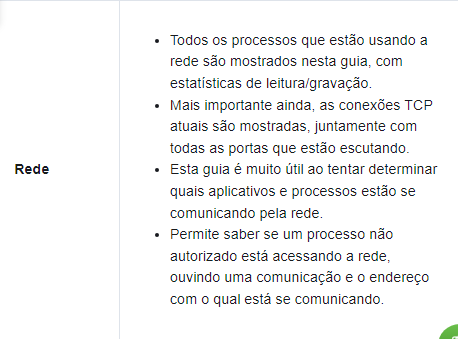 Todos os processos que estão usando a
rede são mostrados nesta guia, com
estatísticas de leitura/gravação.
Mais importante ainda, as conexões TCP
atuais são mostradas, juntamente com
todas as portas que estão escutando.
Rede
Esta guia é muito útil ao tentar determinar
quais aplicativos e processos estão se
comunicando pela rede.
Permite saber se um processo não
autorizado está acessando a rede,
ouvindo uma comunicação e o endereço
com o qual está se comunicando.